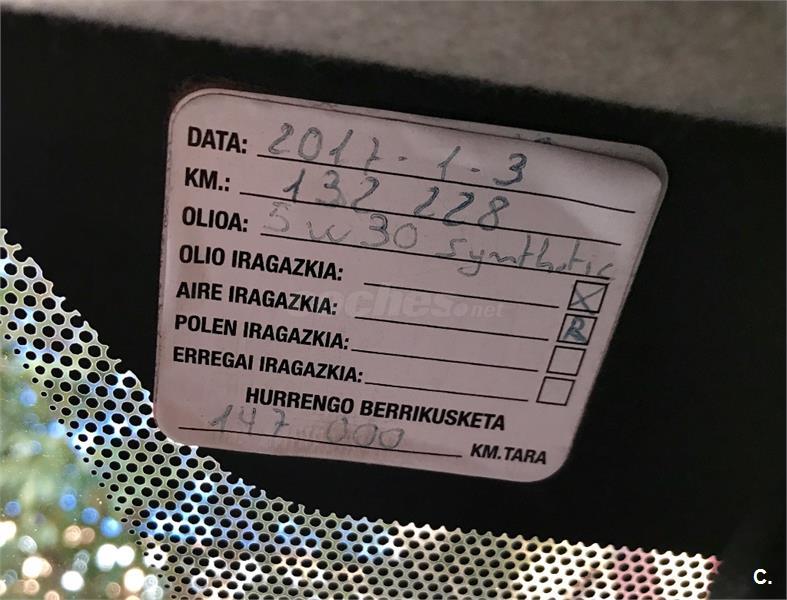 DATA: 2017-1-3
KM.: 132 228
OLIOA: 5w30 synthetic
OLIO IRAGAZKIA: X
AIRE IRAGAZKIA: R
POLEN IRAGAZKIA:
ERREGAI IRAGAZKIA:
HURRENGO BERRIKUSKETA
147 000 KM.TARA
coches.net
C.